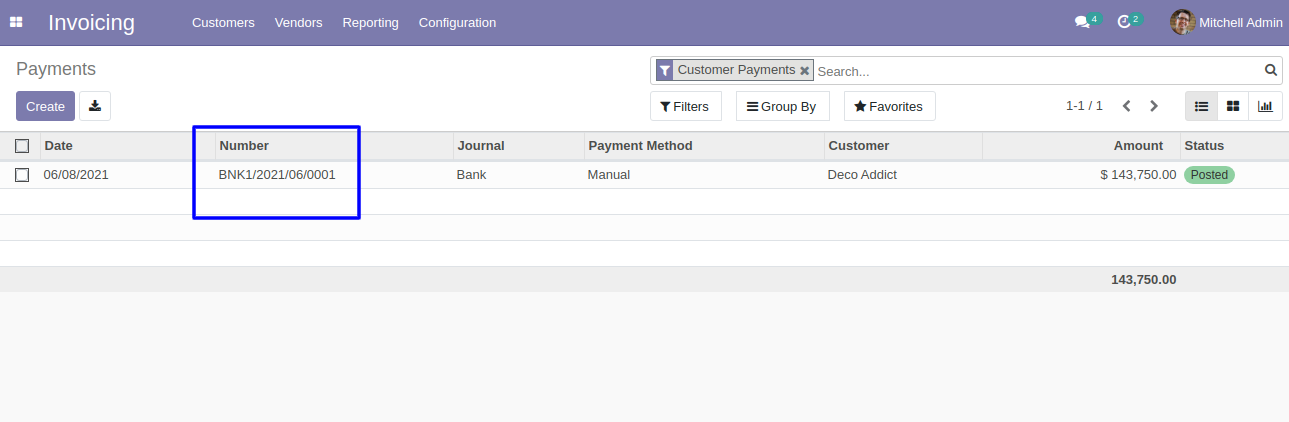 Invoicing Customers Vendors Reporting Configuration 4 2 Mitchell Admin
Payments Customer Payments Search...
Create Filters Group By Favorites 1-1 / 1
Date Number Journal Payment Method Customer Amount Status
06/08/2021 BNK1/2021/06/0001 Bank Manual Deco Addict $ 143,750.00 Posted
143,750.00